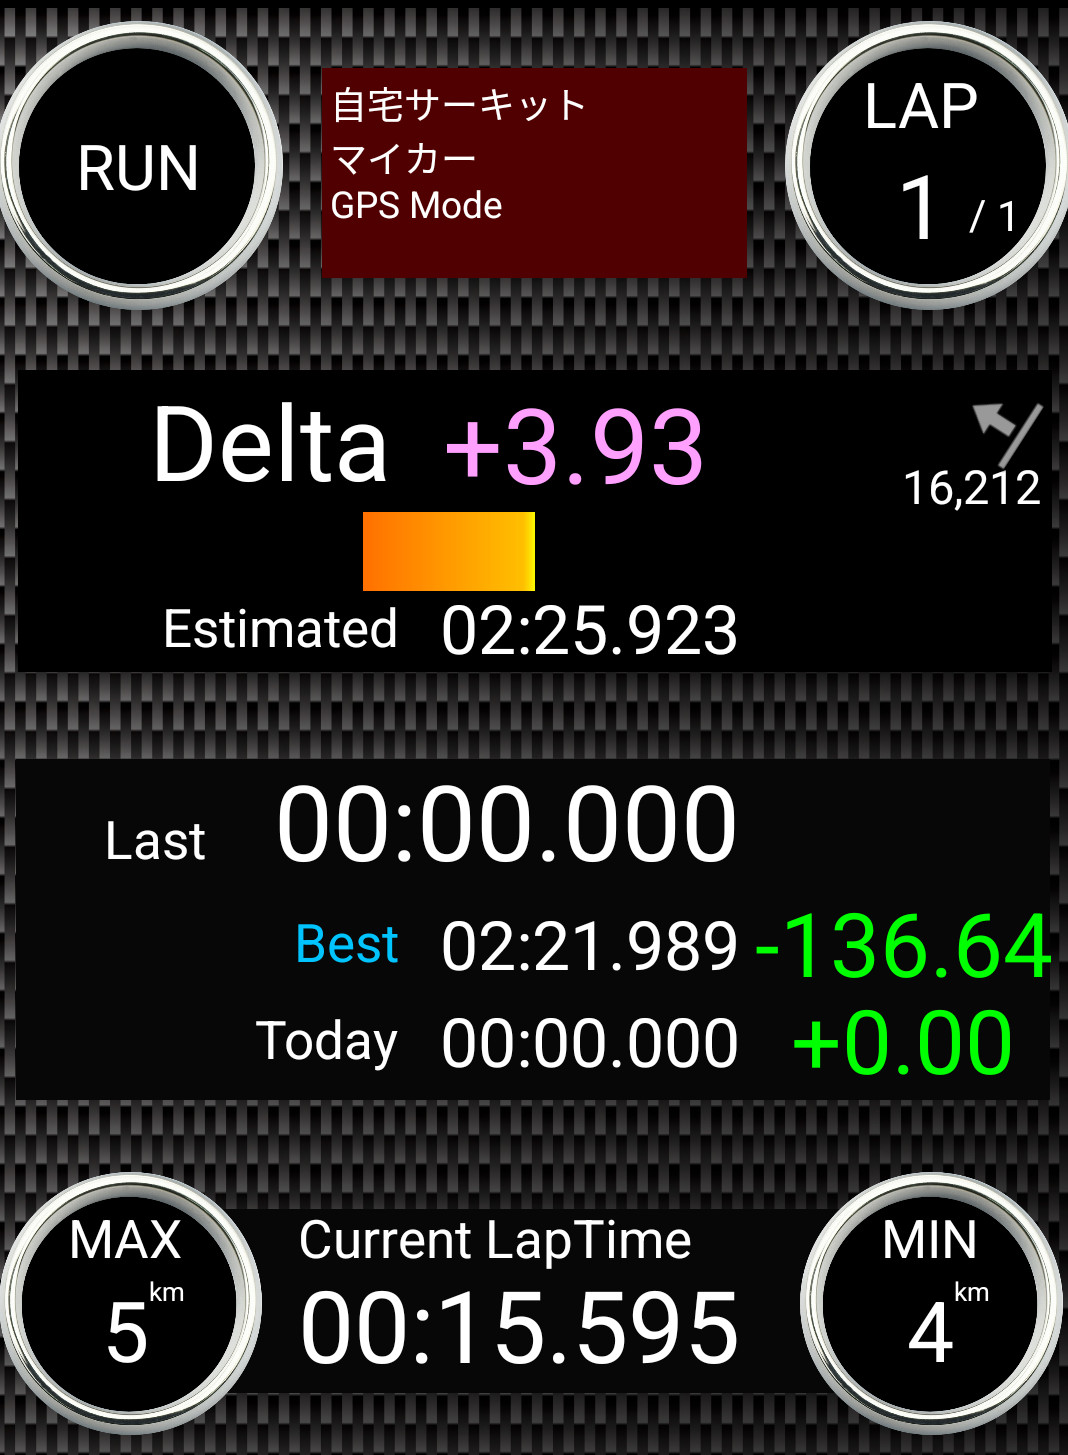 RUN
自宅サーキット
マイカー
GPS Mode
LAP
1 / 1
Delta +3.93
16,212
Estimated 02:25.923
Last 00:00.000
Best 02:21.989 -136.64
Today 00:00.000 +0.00
MAX
5 km
Current LapTime
00:15.595
MIN
4 km